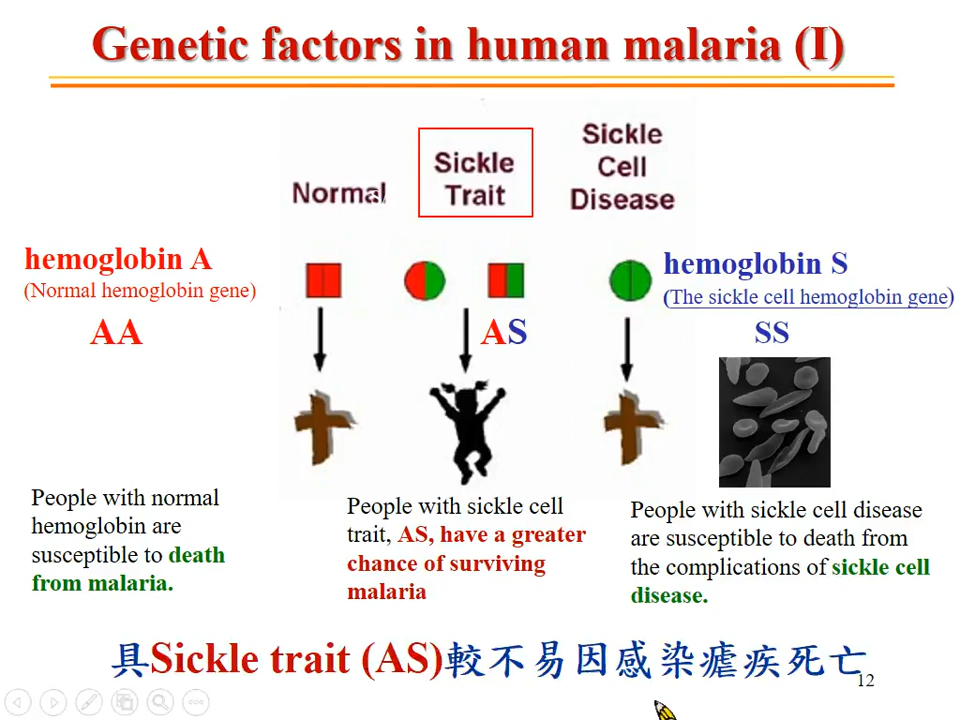 Genetic factors in human malaria (I)
Normal
Sickle
Trait
Sickle
Cell
Disease
hemoglobin A
(Normal hemoglobin gene)
AA
AS
hemoglobin S
(The sickle cell hemoglobin gene)
SS
People with normal
hemoglobin are
susceptible to death
from malaria.
People with sickle cell
trait, AS, have a greater
chance of surviving
malaria
People with sickle cell disease
are susceptible to death from
the complications of sickle cell
disease.
具Sickle trait (AS)較不易因感染瘧疾死亡
12